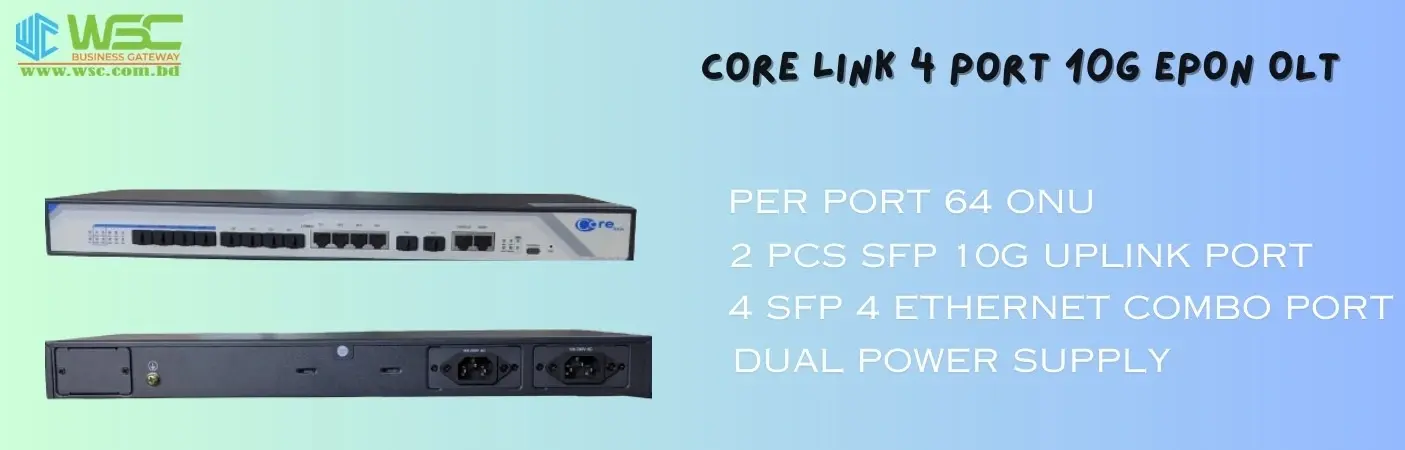 WSC
BUSINESS GATEWAY
www.wsc.com.bd
CORE LINK 4 PORT 10G EPON OLT
PER PORT 64 ONU
2 PCS SFP 10G UPLINK PORT
4 SFP 4 ETHERNET COMBO PORT
DUAL POWER SUPPLY
Core
CONSOLE